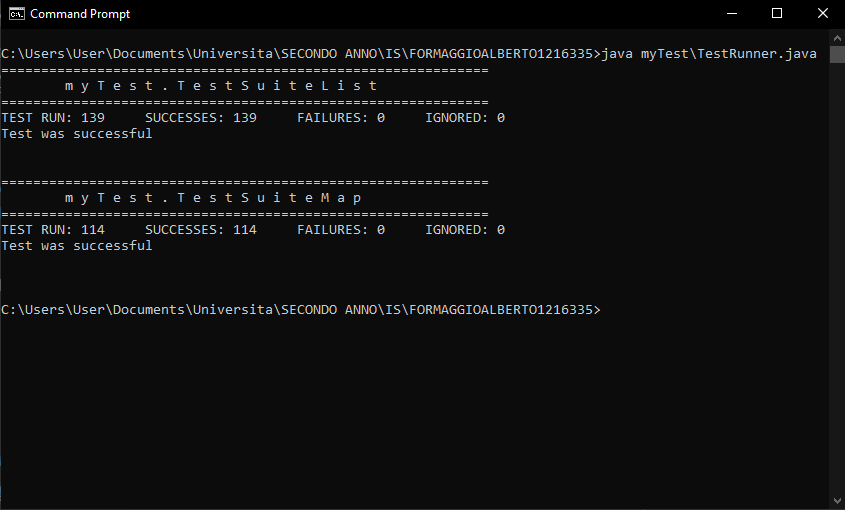 Command Prompt
C:\Users\User\Documents\Universita\SECONDO ANNO\IS\FORMAGGIOALBERTO1216335>java myTest\TestRunner.java
=============================================================
        m y T e s t . T e s t S u i t e L i s t
=============================================================
TEST RUN: 139     SUCCESSES: 139     FAILURES: 0     IGNORED: 0
Test was successful
=============================================================
        m y T e s t . T e s t S u i t e M a p
=============================================================
TEST RUN: 114     SUCCESSES: 114     FAILURES: 0     IGNORED: 0
Test was successful
C:\Users\User\Documents\Universita\SECONDO ANNO\IS\FORMAGGIOALBERTO1216335>